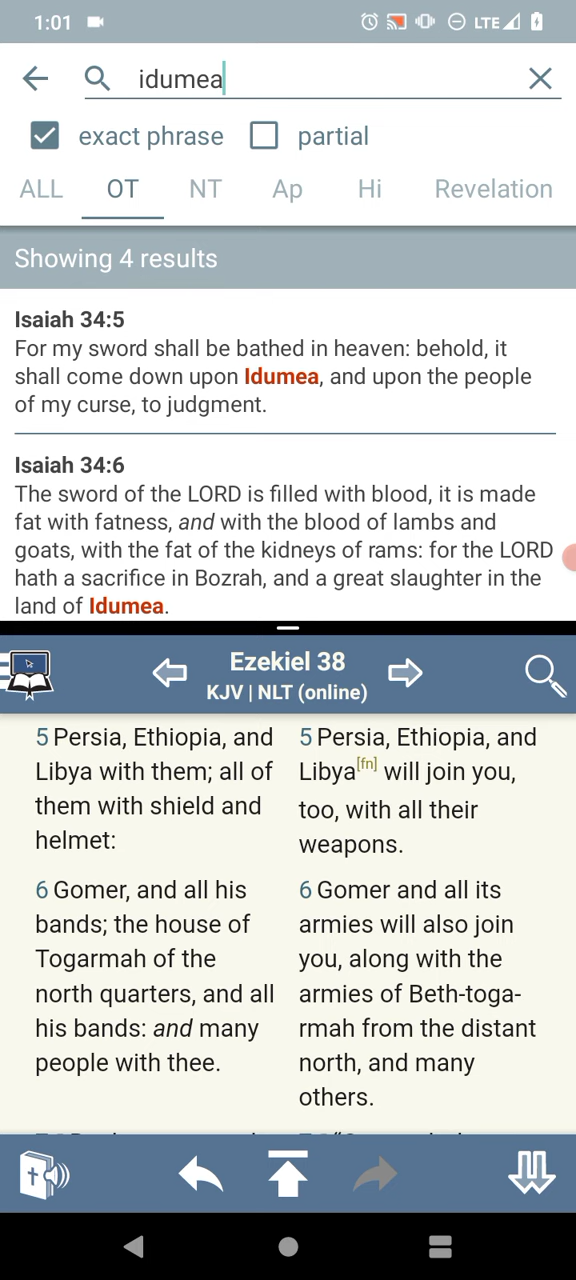 1:01
LTE
idumea
exact phrase
partial
ALL OT NT Ap Hi Revelation
Showing 4 results
Isaiah 34:5
For my sword shall be bathed in heaven: behold, it
shall come down upon Idumea, and upon the people
of my curse, to judgment.
Isaiah 34:6
The sword of the LORD is filled with blood, it is made
fat with fatness, and with the blood of lambs and
goats, with the fat of the kidneys of rams: for the LORD
hath a sacrifice in Bozrah, and a great slaughter in the
land of Idumea.
Ezekiel 38
KJV | NLT (online)
5 Persia, Ethiopia, and
Libya with them; all of
them with shield and
helmet:
6 Gomer, and all his
bands; the house of
Togarmah of the
north quarters, and all
his bands: and many
people with thee.
5 Persia, Ethiopia, and
Libya[fn] will join you,
too, with all their
weapons.
6 Gomer and all its
armies will also join
you, along with the
armies of Beth-toga-
rmah from the distant
north, and many
others.